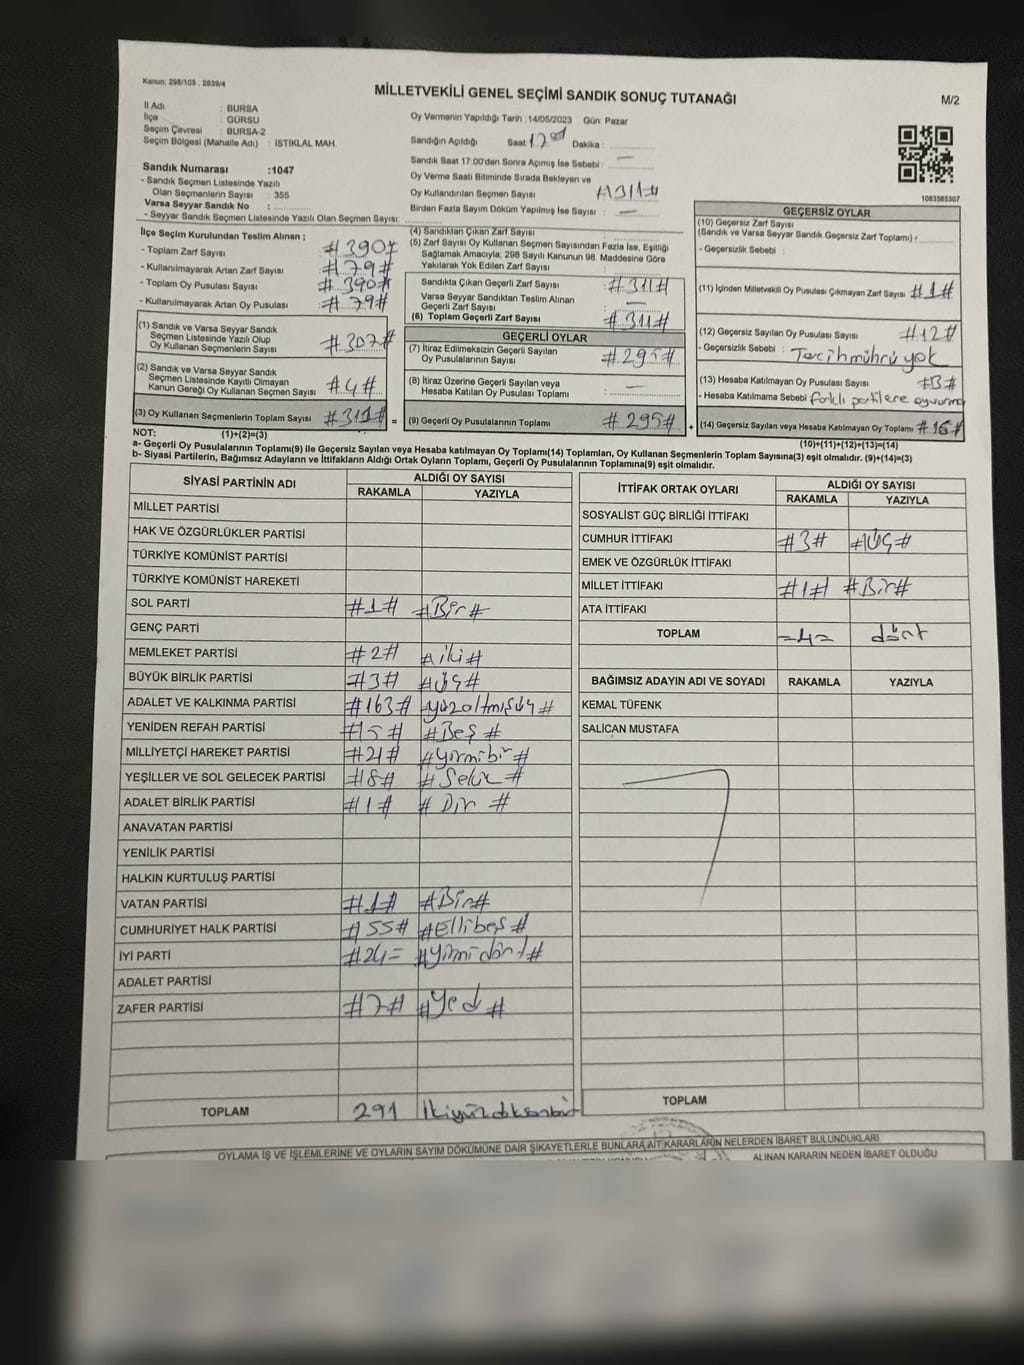 Kanun: 298/105 , 2839/4
MİLLETVEKİLİ GENEL SEÇİMİ SANDIK SONUÇ TUTANAĞI
M/2
İl Adı : BURSA
İlçe : GÜRSU
Seçim Çevresi : BURSA-2
Seçim Bölgesi (Mahalle Adı) : ISTİKLAL MAH.
Sandık Numarası :1047
- Sandık Seçmen Listesinde Yazılı
Olan Seçmenlerin Sayısı : 355
Varsa Seyyar Sandık No :
- Seyyar Sandık Seçmen Listesinde Yazılı Olan Seçmen Sayısı:
Oy Vermenin Yapıldığı Tarih :14/05/2023 Gün: Pazar
Sandığın Açıldığı Saat: 17 00 Dakika :
Sandık Saat 17:00'den Sonra Açımış İse Sebebi : —
Oy Verme Saati Bitiminde Sırada Bekleyen ve
Oy Kullandırılan Seçmen Sayısı #311#
Birden Fazla Sayım Döküm Yapılmış İse Sayısı : —
1083565307
İlçe Seçim Kurulundan Teslim Alınan ;
- Toplam Zarf Sayısı : #390#
- Kullanılmayarak Artan Zarf Sayısı : #79#
- Toplam Oy Pusulası Sayısı : #390#
- Kullanılmayarak Artan Oy Pusulası : #79#
(1) Sandık ve Varsa Seyyar Sandık
Seçmen Listesinde Yazılı Olup
Oy Kullanan Seçmenlerin Sayısı : #307#
(2) Sandık ve Varsa Seyyar Sandık
Seçmen Listesinde Kayıtlı Olmayan
Kanun Gereği Oy Kullanan Seçmen Sayısı : #4#
(3) Oy Kullanan Seçmenlerin Toplam Sayısı : #311# =
(1)+(2)=(3)
(4) Sandıktan Çıkan Zarf Sayısı :
(5) Zarf Sayısı Oy Kullanan Seçmen Sayısından Fazla İse, Eşitliği
Sağlamak Amacıyla, 298 Sayılı Kanunun 98. Maddesine Göre
Yakılarak Yok Edilen Zarf Sayısı :
Sandıkta Çıkan Geçerli Zarf Sayısı : #311#
Varsa Seyyar Sandıktan Teslim Alınan
Geçerli Zarf Sayısı : —
(6) Toplam Geçerli Zarf Sayısı : #311#
GEÇERLİ OYLAR
(7) İtiraz Edilmeksizin Geçerli Sayılan
Oy Pusulalarının Sayısı : #295#
(8) İtiraz Üzerine Geçerli Sayılan veya
Hesaba Katılan Oy Pusulası Toplamı : —
(9) Geçerli Oy Pusulalarının Toplamı : #295# +
GEÇERSİZ OYLAR
(10) Geçersiz Zarf Sayısı
(Sandık ve Varsa Seyyar Sandık Geçersiz Zarf Toplamı) :
- Geçersizlik Sebebi :
(11) İçinden Milletvekili Oy Pusulası Çıkmayan Zarf Sayısı : #1#
(12) Geçersiz Sayılan Oy Pusulası Sayısı : #12#
- Geçersizlik Sebebi : Tercih mührü yok
(13) Hesaba Katılmayan Oy Pusulası Sayısı : #3#
- Hesaba Katılmama Sebebi : farklı partilere
(14) Geçersiz Sayılan veya Hesaba Katılmayan Oy Toplamı : #16#
(10)+(11)+(12)+(13)=(14)
NOT:
a- Geçerli Oy Pusulalarının Toplamı(9) ile Geçersiz Sayılan veya Hesaba katılmayan Oy Toplamı(14) Toplamları, Oy Kullanan Seçmenlerin Toplam Sayısına(3) eşit olmalıdır. (9)+(14)=(3)
b- Siyasi Partilerin, Bağımsız Adayların ve İttifakların Aldığı Ortak Oyların Toplamı, Geçerli Oy Pusulalarının Toplamına(9) eşit olmalıdır.
SİYASİ PARTİNİN ADI ALDIĞI OY SAYISI
RAKAMLA YAZIYLA
MİLLET PARTİSİ
HAK VE ÖZGÜRLÜKLER PARTİSİ
TÜRKİYE KOMÜNİST PARTİSİ
TÜRKİYE KOMÜNİST HAREKETİ
SOL PARTİ #1# #Bir#
GENÇ PARTİ
MEMLEKET PARTİSİ #2# #iki#
BÜYÜK BİRLİK PARTİSİ #3# #Üç#
ADALET VE KALKINMA PARTİSİ #163# yüzaltmışüç#
YENİDEN REFAH PARTİSİ #5# #Beş#
MİLLİYETÇİ HAREKET PARTİSİ #21# #yirmibir#
YEŞİLLER VE SOL GELECEK PARTİSİ #8# #Sekiz#
ADALET BİRLİK PARTİSİ #1# #Bir#
ANAVATAN PARTİSİ
YENİLİK PARTİSİ
HALKIN KURTULUŞ PARTİSİ
VATAN PARTİSİ #1# #Bir#
CUMHURİYET HALK PARTİSİ #55# #Ellibeş#
İYİ PARTİ #24= #yirmidört#
ADALET PARTİSİ
ZAFER PARTİSİ #7# #Yedi#
TOPLAM 291 ikiyüzdoksanbir
İTTİFAK ORTAK OYLARI ALDIĞI OY SAYISI
RAKAMLA YAZIYLA
SOSYALİST GÜÇ BİRLİĞİ İTTİFAKI
CUMHUR İTTİFAKI #3# #Üç#
EMEK VE ÖZGÜRLÜK İTTİFAKI
MİLLET İTTİFAKI #1# #Bir#
ATA İTTİFAKI
TOPLAM =4= dört
BAĞIMSIZ ADAYIN ADI VE SOYADI RAKAMLA YAZIYLA
KEMAL TÜFENK
SALİCAN MUSTAFA
TOPLAM
OYLAMA İŞ VE İŞLEMLERİNE VE OYLARIN SAYIM DÖKÜMÜNE DAİR ŞİKAYETLERLE BUNLARA AİT KARARLARIN NELERDEN İBARET BULUNDUKLARI
ALINAN KARARIN NEDEN İBARET OLDUĞU